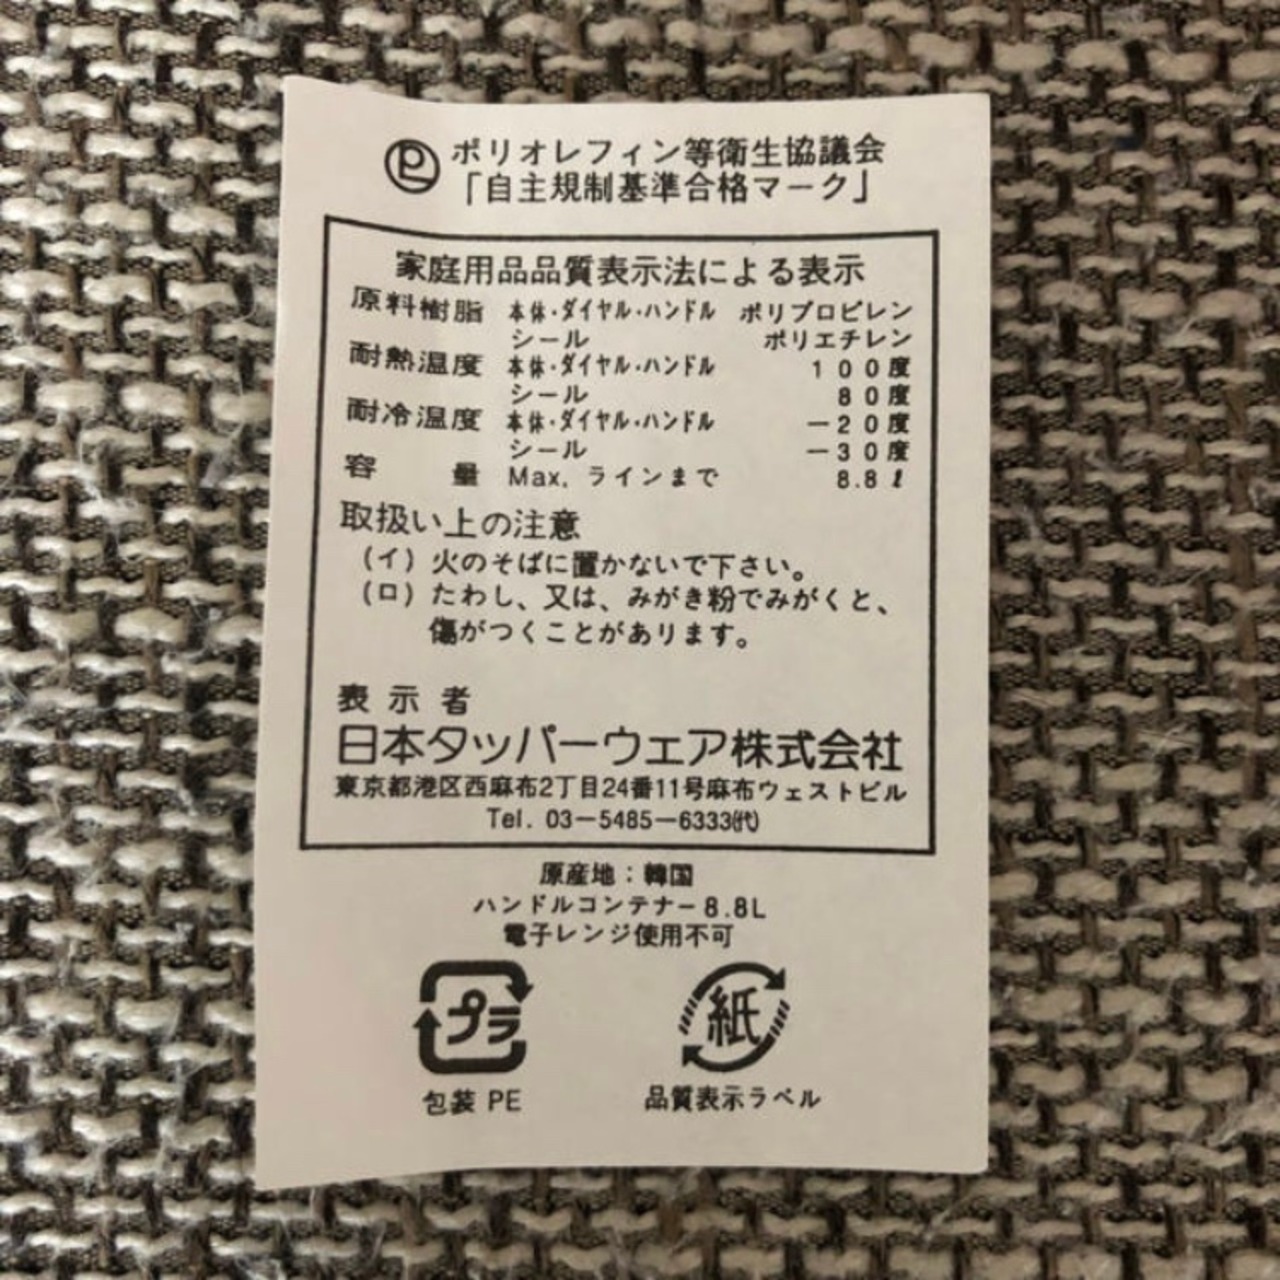 ポリオレフィン等衛生協議会
「自主規制基準合格マーク」
家庭用品品質表示法による表示
原料樹脂 本体・ダイヤル・ハンドル ポリプロピレン
シール ポリエチレン
耐熱温度 本体・ダイヤル・ハンドル 100度
シール 80度
耐冷温度 本体・ダイヤル・ハンドル −20度
シール −30度
容量 Max. ラインまで 8.8ℓ
取扱い上の注意
(イ) 火のそばに置かないで下さい。
(ロ) たわし、又は、みがき粉でみがくと、
傷がつくことがあります。
表示者
日本タッパーウェア株式会社
東京都港区西麻布2丁目24番11号麻布ウェストビル
Tel. 03−5485−6333㈹
原産地：韓国
ハンドルコンテナー8.8L
電子レンジ使用不可
プラ 紙
包装 PE 品質表示ラベル